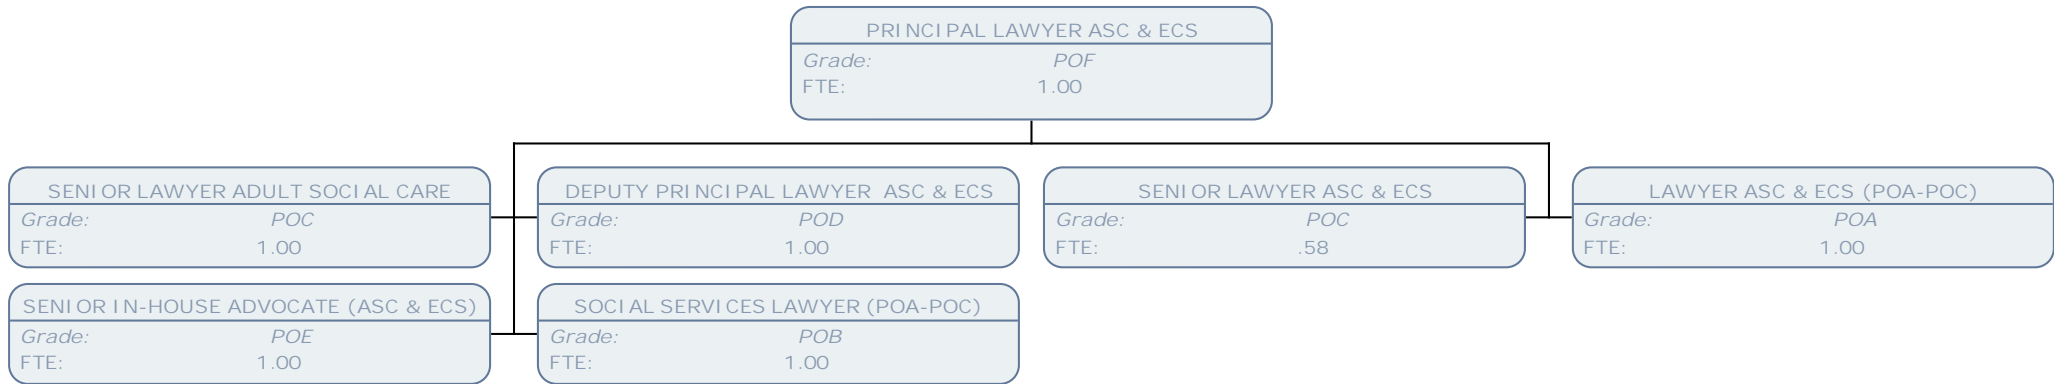 PRINCIPAL LAWYER ASC & ECS
Grade: POF
FTE: 1.00
SENIOR LAWYER ADULT SOCIAL CARE
Grade: POC
FTE: 1.00
DEPUTY PRINCIPAL LAWYER ASC & ECS
Grade: POD
FTE: 1.00
SENIOR LAWYER ASC & ECS
Grade: POC
FTE: .58
LAWYER ASC & ECS (POA-POC)
Grade: POA
FTE: 1.00
SENIOR IN-HOUSE ADVOCATE (ASC & ECS)
Grade: POE
FTE: 1.00
SOCIAL SERVICES LAWYER (POA-POC)
Grade: POB
FTE: 1.00